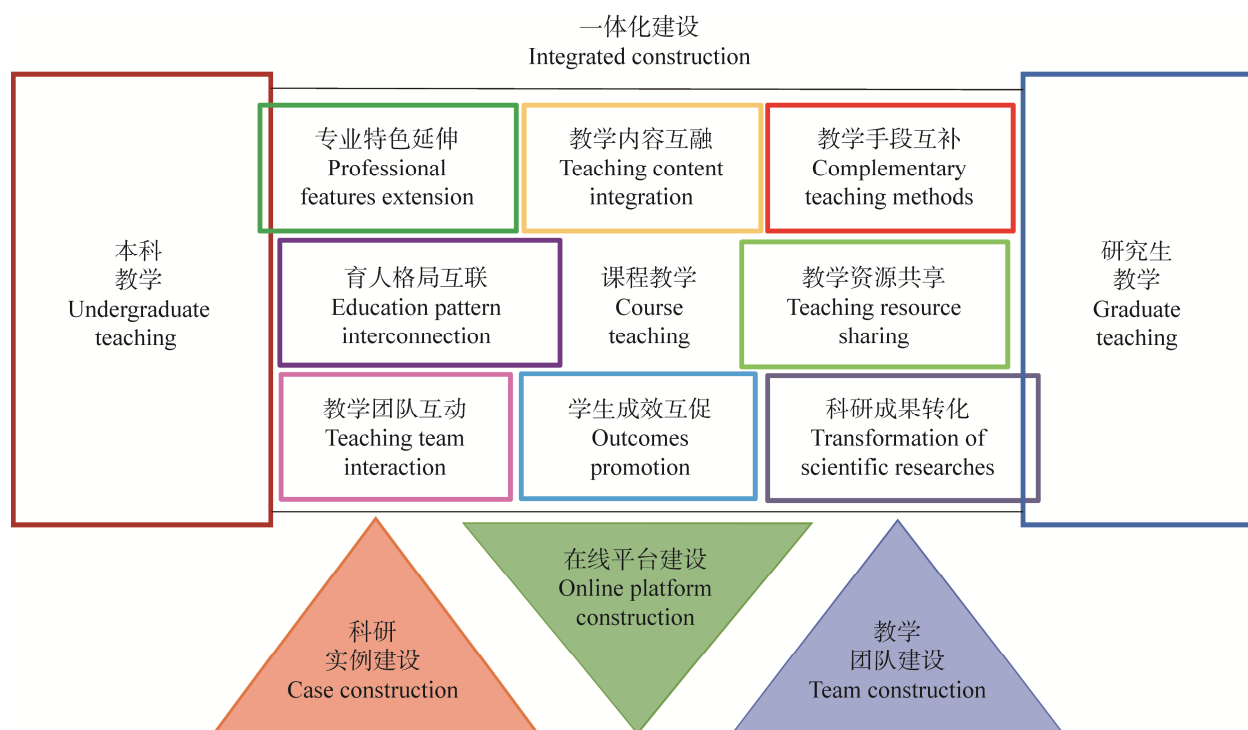 一体化建设
Integrated construction
本科
教学
Undergraduate
teaching
专业特色延伸
Professional
features extension
教学内容互融
Teaching content
integration
教学手段互补
Complementary
teaching methods
育人格局互联
Education pattern
interconnection
课程教学
Course
teaching
教学资源共享
Teaching resource
sharing
教学团队互动
Teaching team
interaction
学生成效互促
Outcomes
promotion
科研成果转化
Transformation of
scientific researches
研究生
教学
Graduate
teaching
科研
实例建设
Case construction
在线平台建设
Online platform
construction
教学
团队建设
Team construction